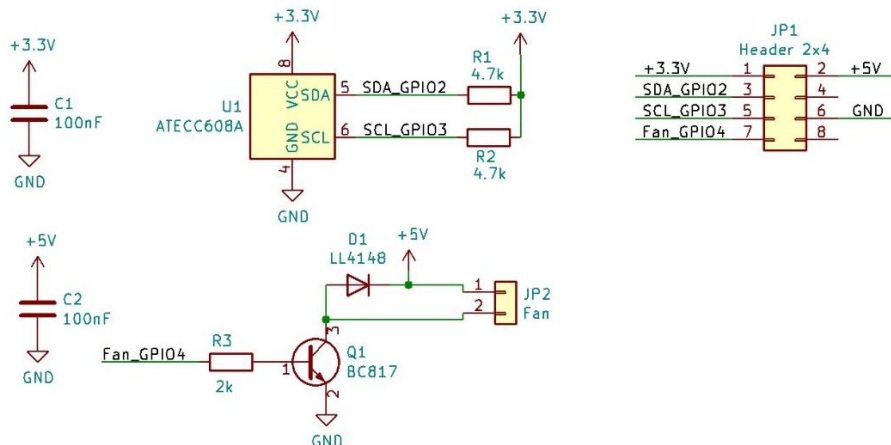 +3.3V
C1
100nF
GND
+3.3V
8
U1
ATECC608A
VCC
SDA
GND
SCL
5
6
4
SDA_GPIO2
SCL_GPIO3
GND
+3.3V
R1
4.7k
R2
4.7k
JP1
Header 2x4
+3.3V 1 2 +5V
SDA_GPIO2 3 4
SCL_GPIO3 5 6 GND
Fan_GPIO4 7 8
+5V
C2
100nF
GND
D1
LL4148
+5V
1
2
JP2
Fan
Fan_GPIO4
R3
2k
1
3
2
Q1
BC817
GND